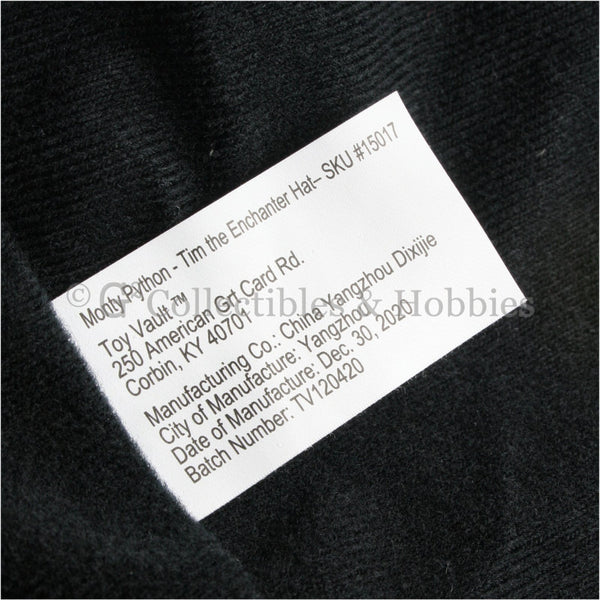 Monty Python - Tim the Enchanter Hat– SKU #15017
Toy Vault™
250 American Grt Card Rd.
Corbin, KY 40701
Manufacturing Co.: China Yangzhou Dixijie
City of Manufacture: Yangzhou
Date of Manufacture: Dec, 30, 2020
Batch Number: TV120420
© G Collectibles & Hobbies